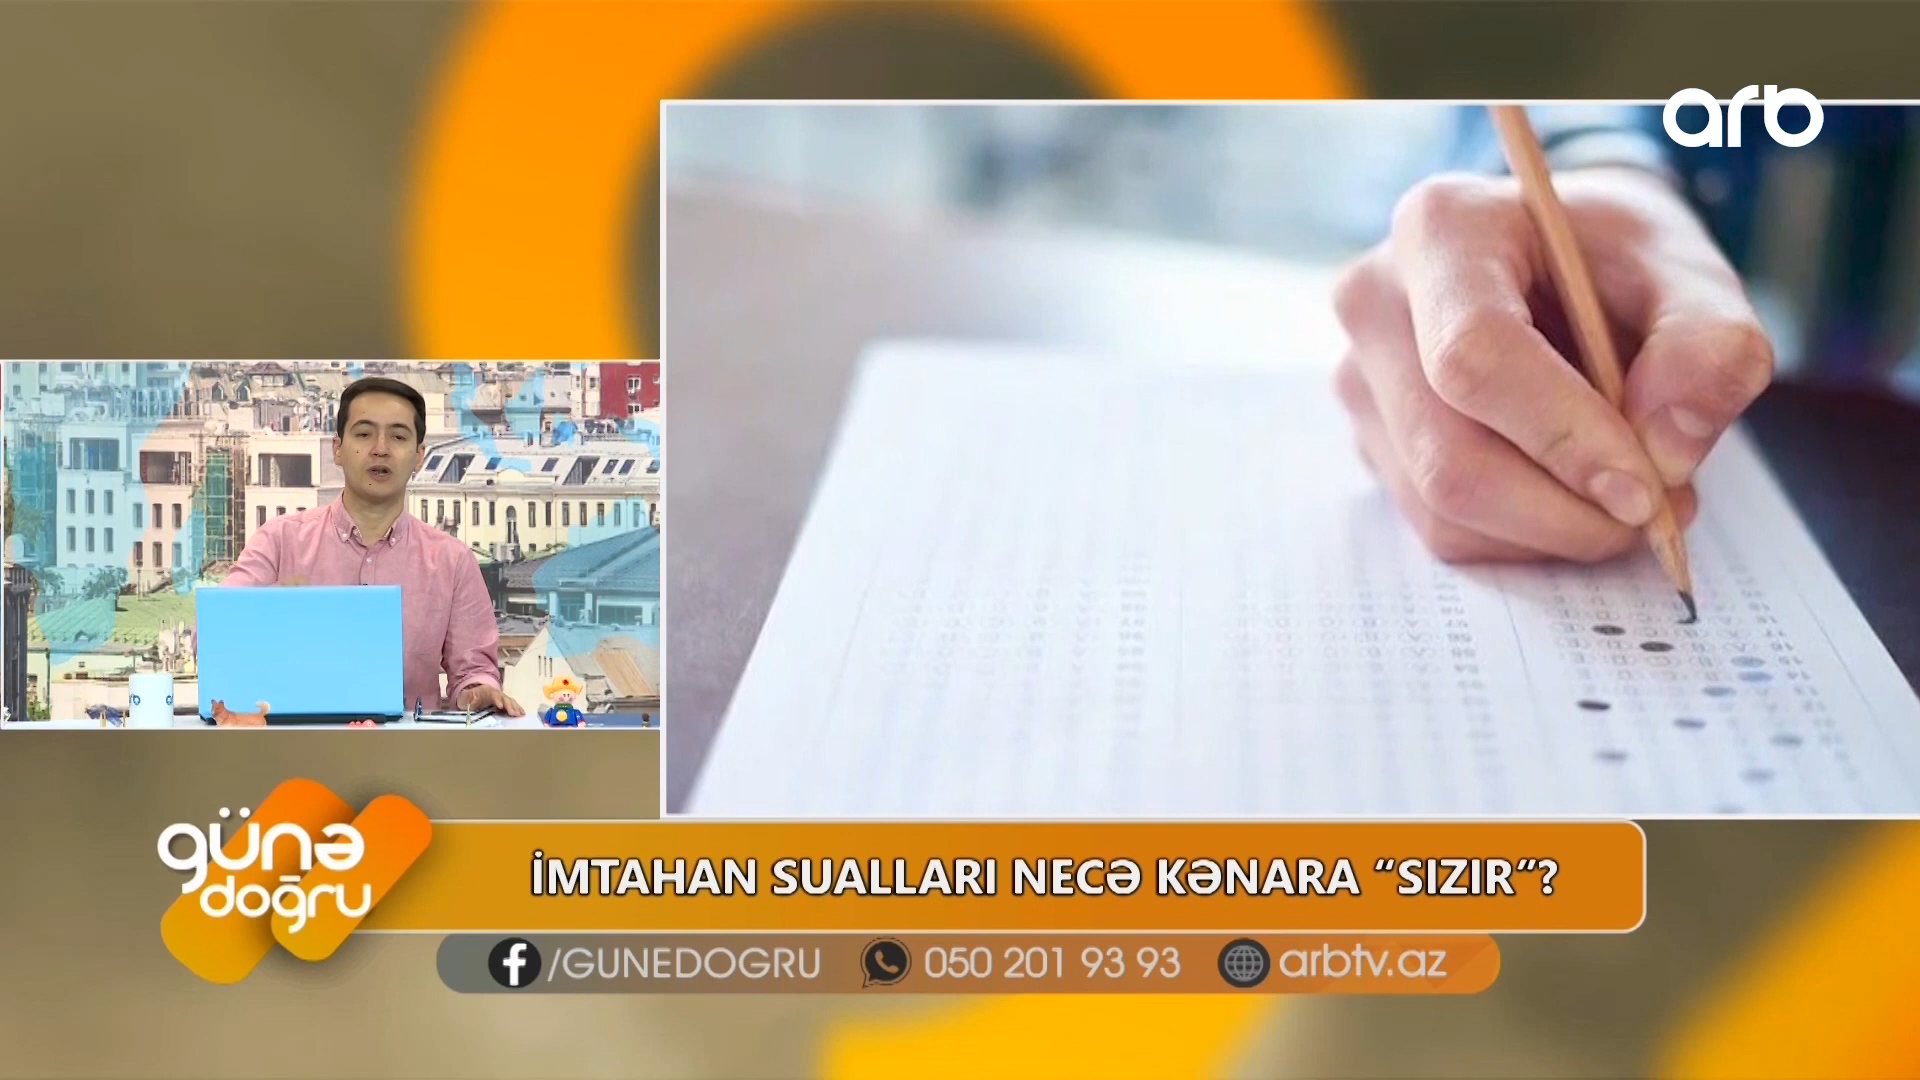 arb
günə
doğru
İMTAHAN SUALLARI NECƏ KƏNARA “SIZIR“?
/GUNEDOGRU 050 201 93 93 arbtv.az